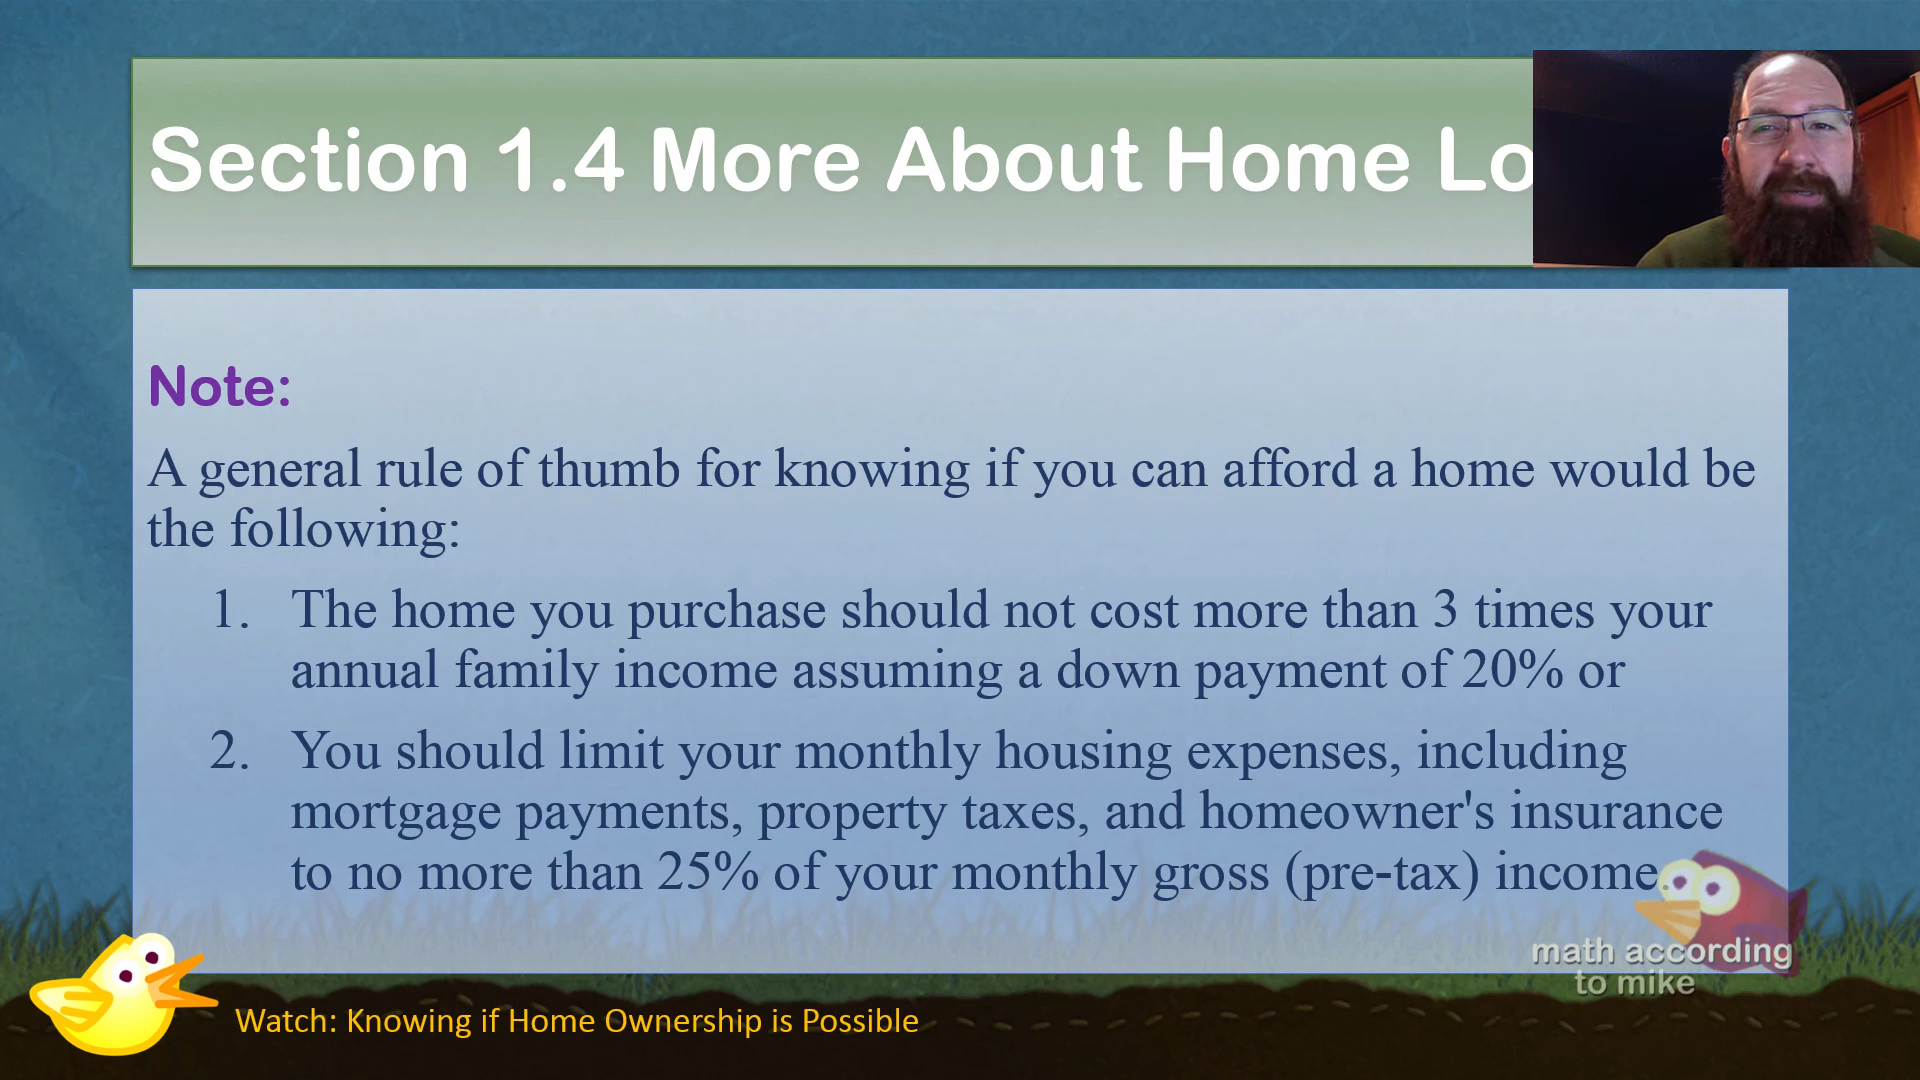 Section 1.4 More About Home Lo
Note:
A general rule of thumb for knowing if you can afford a home would be
the following:
1. The home you purchase should not cost more than 3 times your
annual family income assuming a down payment of 20% or
2. You should limit your monthly housing expenses, including
mortgage payments, property taxes, and homeowner's insurance
to no more than 25% of your monthly gross (pre-tax) income.
math according
to mike
Watch: Knowing if Home Ownership is Possible